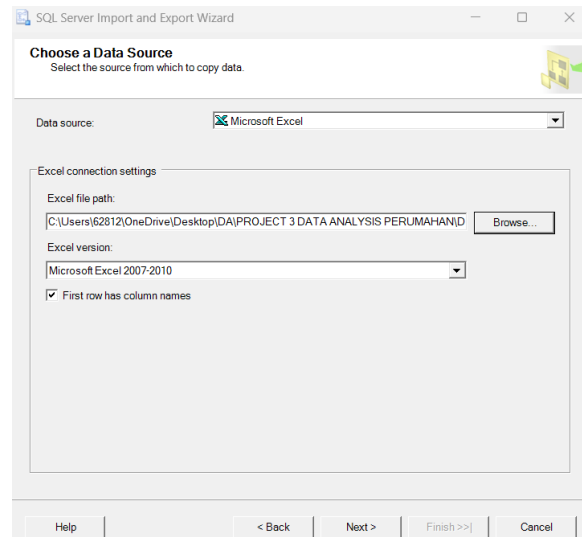 SQL Server Import and Export Wizard
Choose a Data Source
Select the source from which to copy data.
Data source:
Microsoft Excel
Excel connection settings
Excel file path:
C:\Users\62812\OneDrive\Desktop\DA\PROJECT 3 DATA ANALYSIS PERUMAHAN\D
Browse...
Excel version:
Microsoft Excel 2007-2010
First row has column names
Help
< Back
Next >
Finish >>|
Cancel